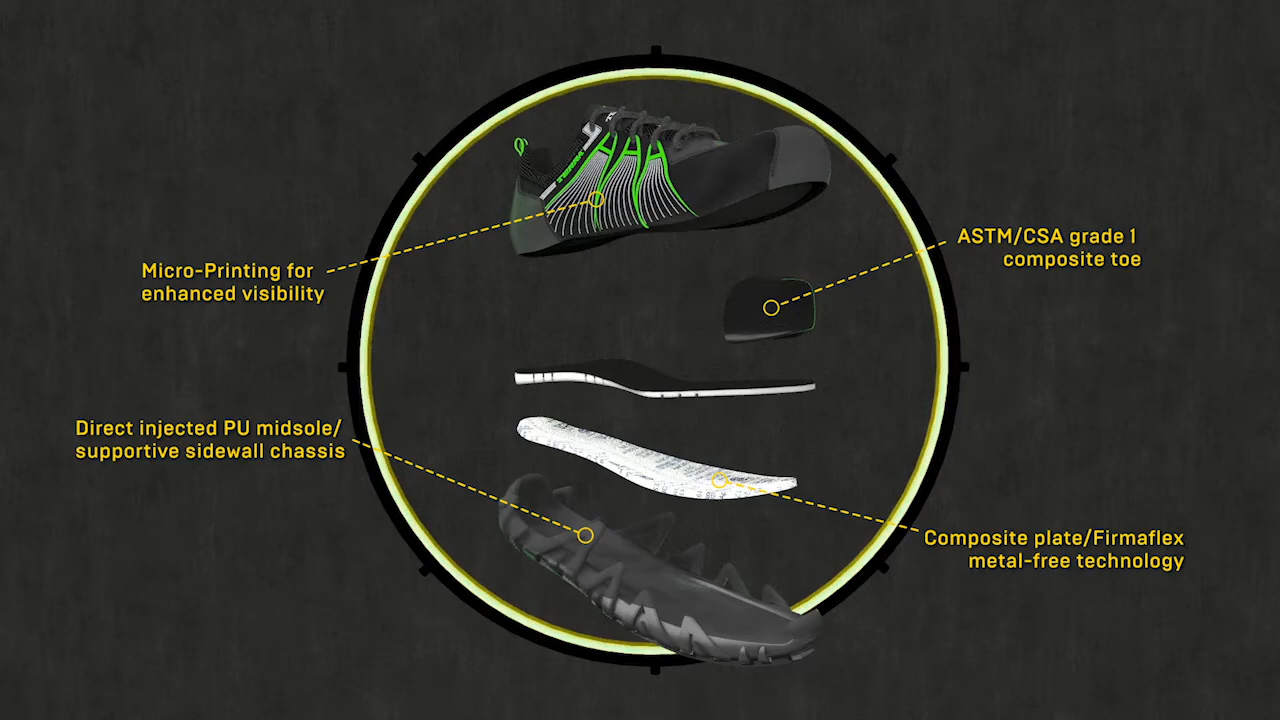 ASTM/CSA grade 1
composite toe
Micro-Printing for
enhanced visibility
Direct injected PU midsole/
supportive sidewall chassis
Composite plate/Firmaflex
metal-free technology